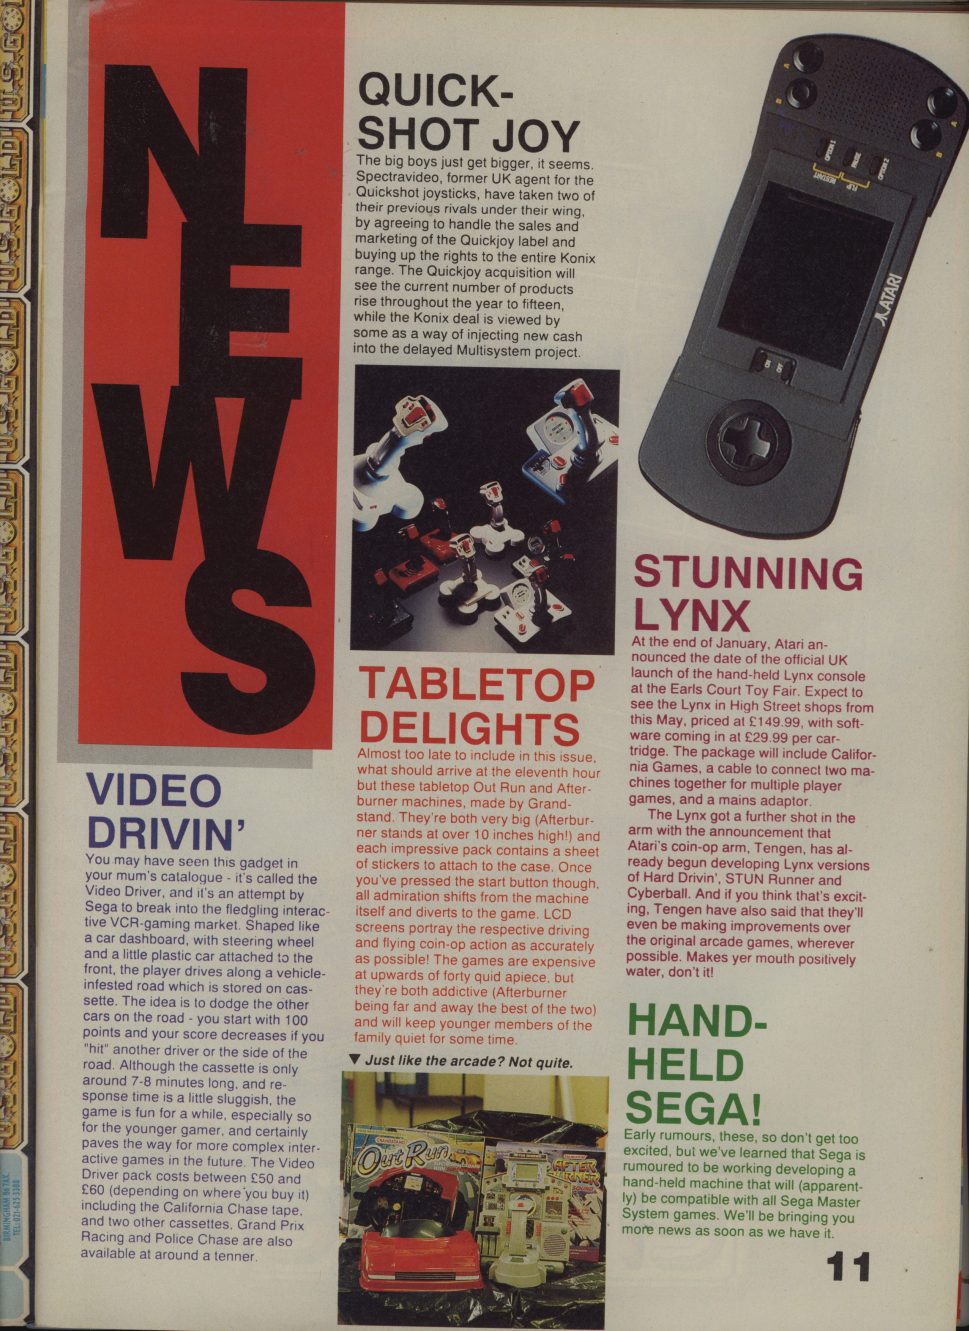 NEWS
VIDEO
DRIVIN'
You may have seen this gadget in
your mum's catalogue - it's called the
Video Driver, and it's an attempt by
Sega to break into the fledgling interac-
tive VCR-gaming market. Shaped like
a car dashboard, with steering wheel
and a little plastic car attached to the
front, the player drives along a vehicle-
infested road which is stored on cas-
sette. The idea is to dodge the other
cars on the road - you start with 100
points and your score decreases if you
"hit" another driver or the side of the
road. Although the cassette is only
around 7-8 minutes long, and re-
sponse time is a little sluggish, the
game is fun for a while, especially so
for the younger gamer, and certainly
paves the way for more complex inter-
active games in the future. The Video
Driver pack costs between £50 and
£60 (depending on where you buy it)
including the California Chase tape,
and two other cassettes, Grand Prix
Racing and Police Chase are also
available at around a tenner.
QUICK-
SHOT JOY
The big boys just get bigger, it seems.
Spectravideo, former UK agent for the
Quickshot joysticks, have taken two of
their previous rivals under their wing,
by agreeing to handle the sales and
marketing of the Quickjoy label and
buying up the rights to the entire Konix
range. The Quickjoy acquisition will
see the current number of products
rise throughout the year to fifteen,
while the Konix deal is viewed by
some as a way of injecting new cash
into the delayed Multisystem project.
TABLETOP
DELIGHTS
Almost too late to include in this issue,
what should arrive at the eleventh hour
but these tabletop Out Run and After-
burner machines, made by Grand-
stand. They're both very big (Afterbur-
ner stands at over 10 inches high!) and
each impressive pack contains a sheet
of stickers to attach to the case. Once
you've pressed the start button though,
all admiration shifts from the machine
itself and diverts to the game. LCD
screens portray the respective driving
and flying coin-op action as accurately
as possible! The games are expensive
at upwards of forty quid apiece, but
they're both addictive (Afterburner
being far and away the best of the two)
and will keep younger members of the
family quiet for some time.
▼ Just like the arcade? Not quite.
Out Run
AFTER
BURNER
A
B
A
B
OPTION 1
PAUSE
OPTION 2
RESTART
FLIP
ATARI
ON
OFF
STUNNING
LYNX
At the end of January, Atari an-
nounced the date of the official UK
launch of the hand-held Lynx console
at the Earls Court Toy Fair. Expect to
see the Lynx in High Street shops from
this May, priced at £149.99, with soft-
ware coming in at £29.99 per car-
tridge. The package will include Califor-
nia Games, a cable to connect two ma-
chines together for multiple player
games, and a mains adaptor.
The Lynx got a further shot in the
arm with the announcement that
Atari's coin-op arm, Tengen, has al-
ready begun developing Lynx versions
of Hard Drivin', STUN Runner and
Cyberball. And if you think that's excit-
ing, Tengen have also said that they'll
even be making improvements over
the original arcade games, wherever
possible. Makes yer mouth positively
water, don't it!
HAND-
HELD
SEGA!
Early rumours, these, so don't get too
excited, but we've learned that Sega is
rumoured to be working developing a
hand-held machine that will (apparent-
ly) be compatible with all Sega Master
System games. We'll be bringing you
more news as soon as we have it.
11